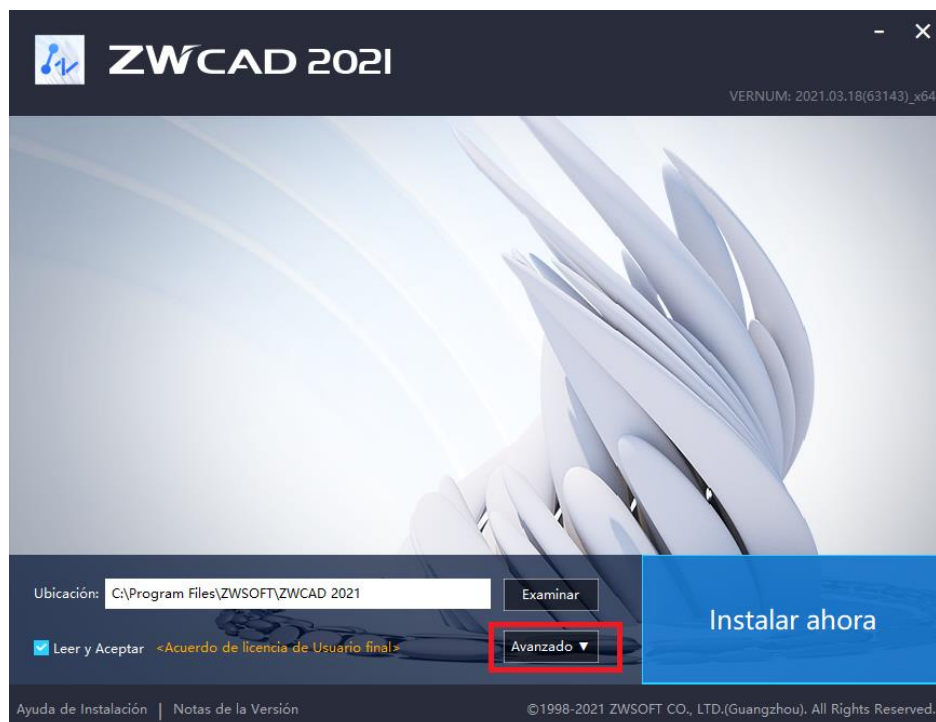 ZWCAD 2021
VERNUM: 2021.03.18(63143)_x64
Ubicación: C:\Program Files\ZWSOFT\ZWCAD 2021 Examinar
Instalar ahora
Leer y Aceptar <Acuerdo de licencia de Usuario final> Avanzado ▼
Ayuda de Instalación | Notas de la Versión ©1998-2021 ZWSOFT CO., LTD.(Guangzhou). All Rights Reserved.